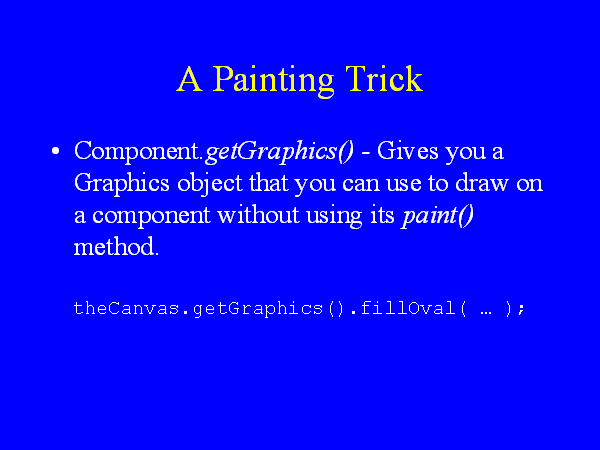 A Painting Trick
• Component.getGraphics() - Gives you a
Graphics object that you can use to draw on
a component without using its paint()
method.
theCanvas.getGraphics().fillOval( … );